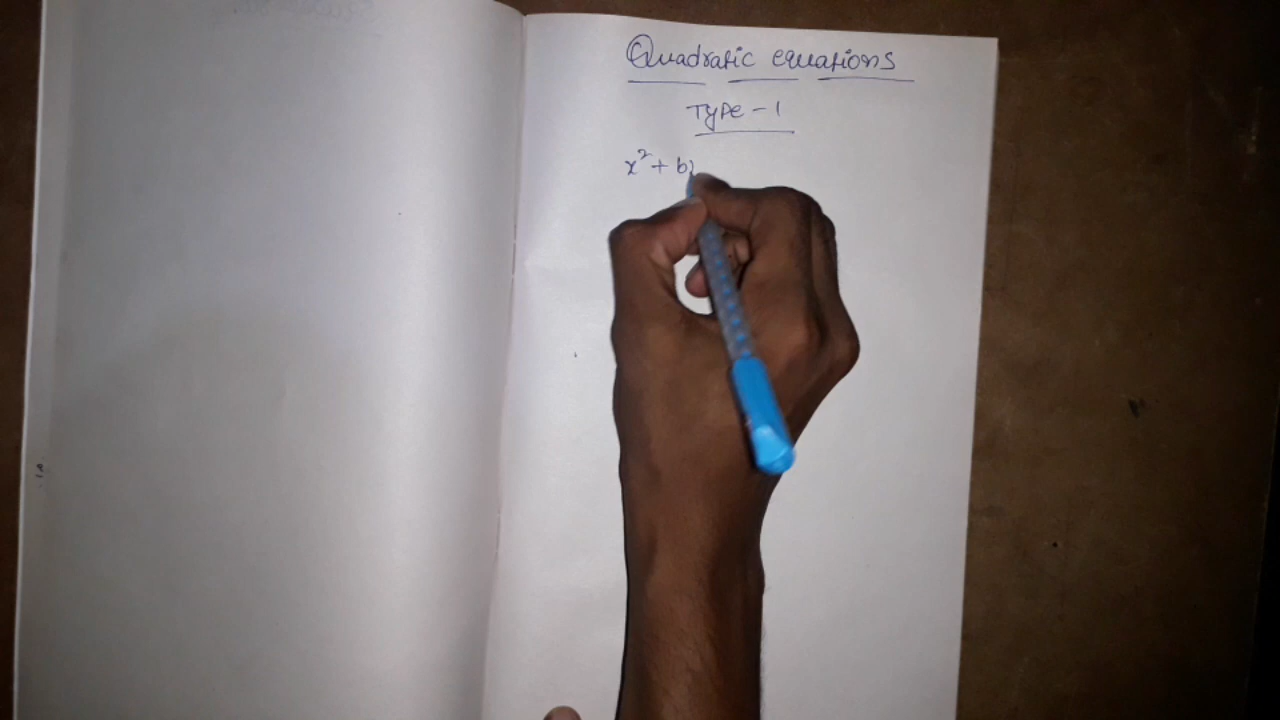 Quadratic equations
Type - 1
x² + b